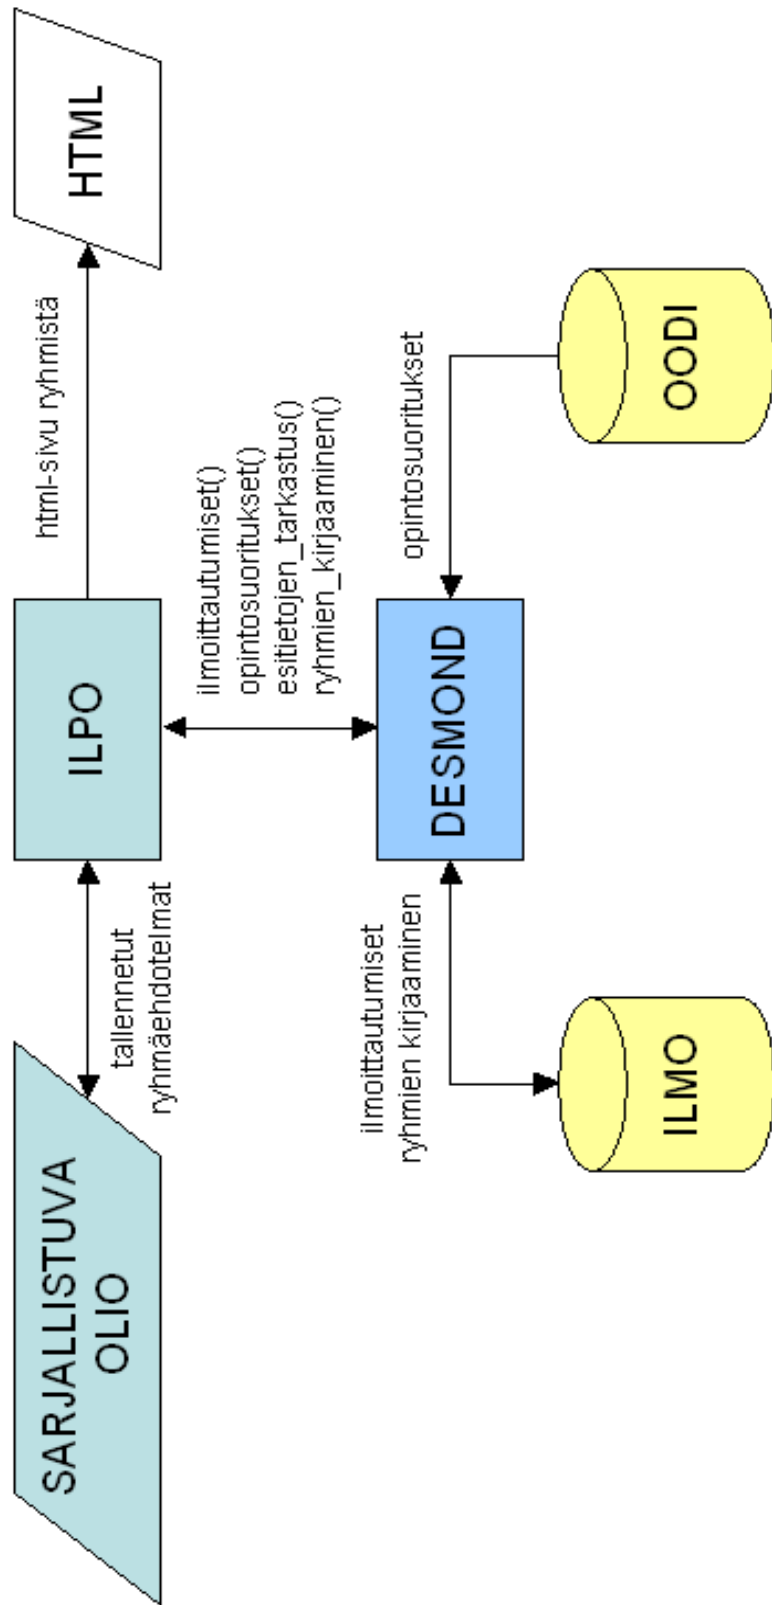 SARJALLISTUVA
OLIO
tallennetut
ryhmäehdotelmat
ILPO
html-sivu ryhmistä
HTML
ilmoittautumiset()
opintosuoritukset()
esitietojen_tarkastus()
ryhmien_kirjaaminen()
ilmoittautumiset
ryhmien kirjaaminen
DESMOND
opintosuoritukset
ILMO
OODI